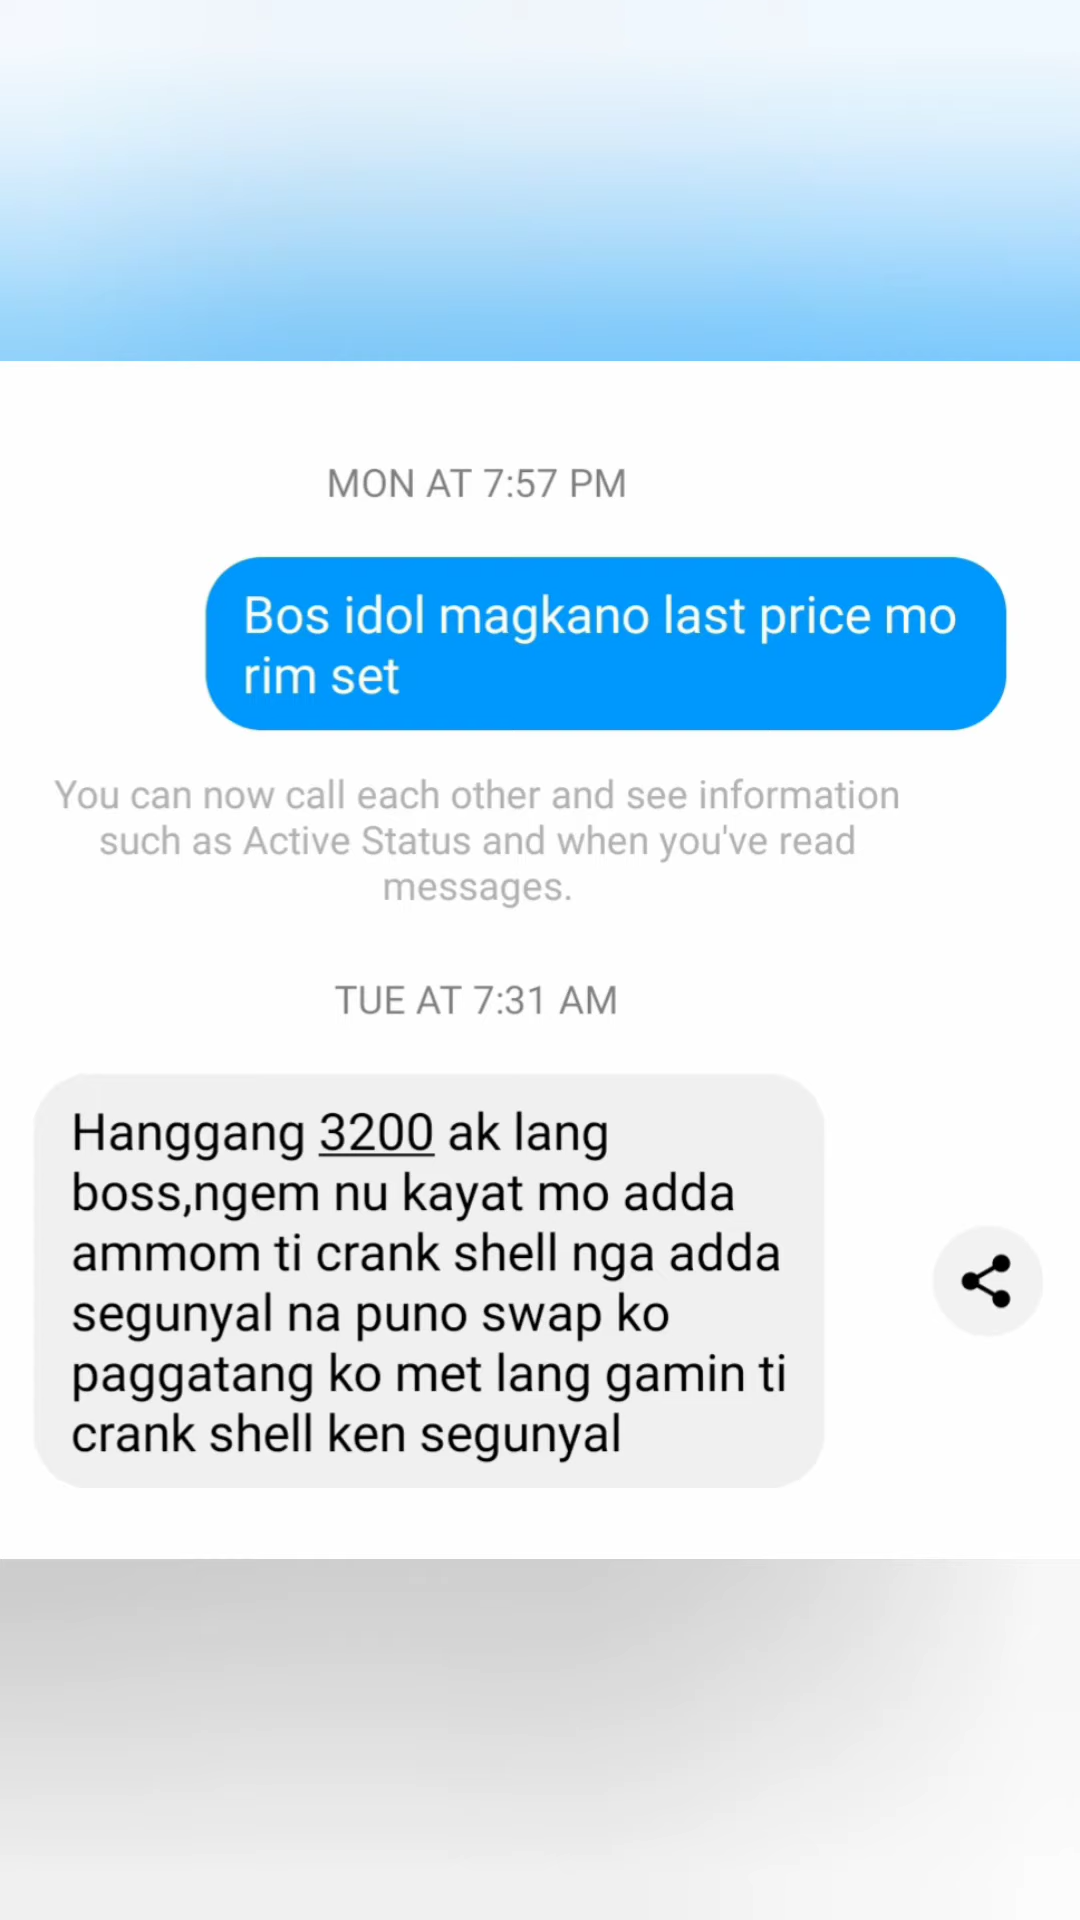 MON AT 7:57 PM
Bos idol magkano last price mo
rim set
You can now call each other and see information
such as Active Status and when you've read
messages.
TUE AT 7:31 AM
Hanggang 3200 ak lang
boss,ngem nu kayat mo adda
ammom ti crank shell nga adda
segunyal na puno swap ko
paggatang ko met lang gamin ti
crank shell ken segunyal